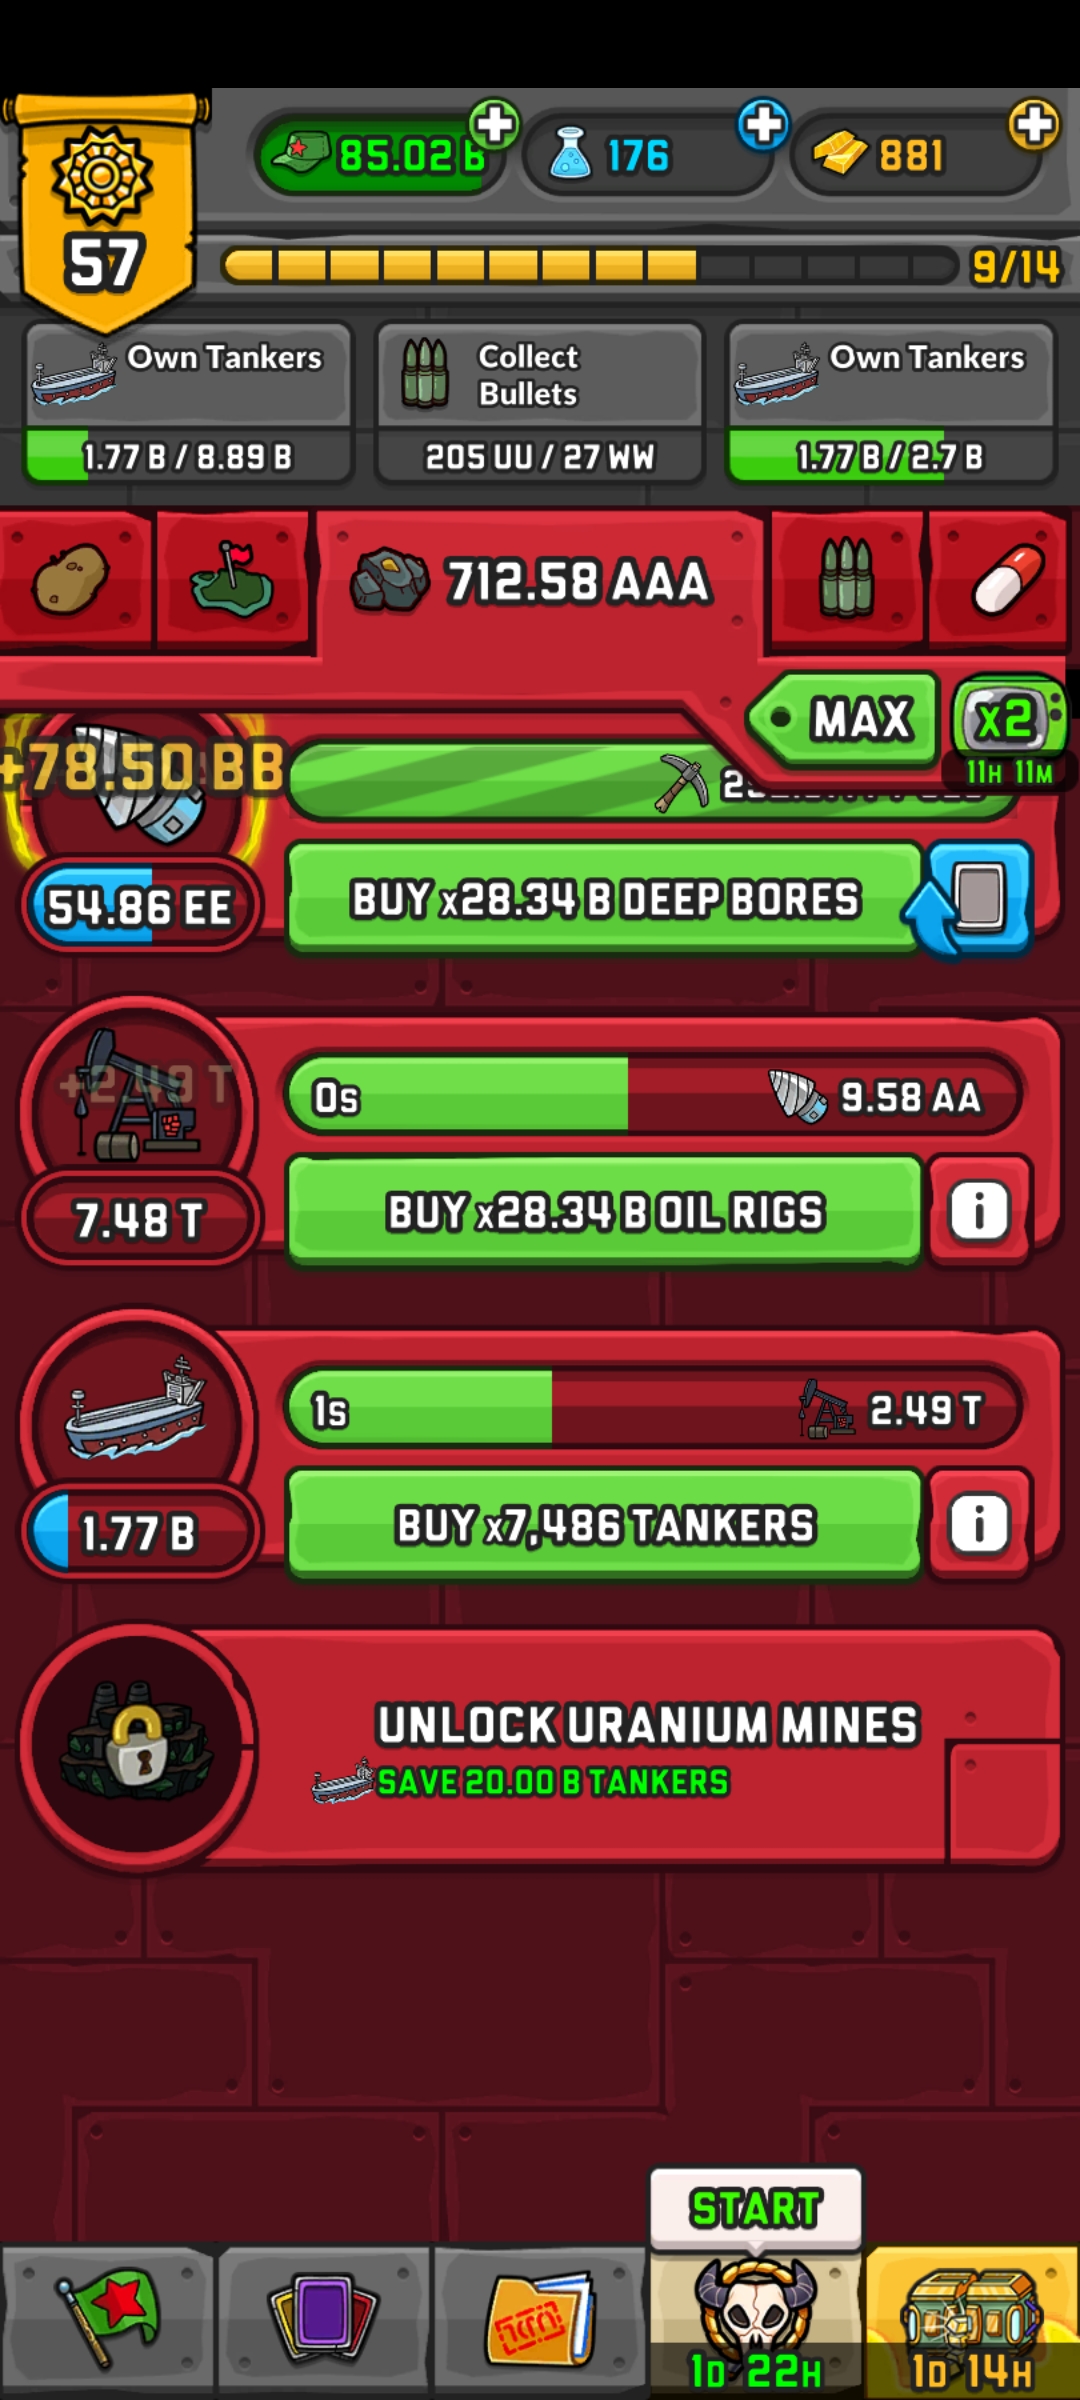 85.02 B
176
881
57
9/14
Own Tankers
1.77 B / 8.89 B
Collect
Bullets
205 UU / 27 WW
Own Tankers
1.77 B / 2.7 B
712.58 AAA
MAX
x2
11H 11M
+78.50 BB
54.86 EE
BUY x28.34 B DEEP BORES
+2.49 T
0s
9.58 AA
7.48 T
BUY x28.34 B OIL RIGS
i
1s
2.49 T
1.77 B
BUY x7,486 TANKERS
i
UNLOCK URANIUM MINES
SAVE 20.00 B TANKERS
START
1D 22H
1D 14H